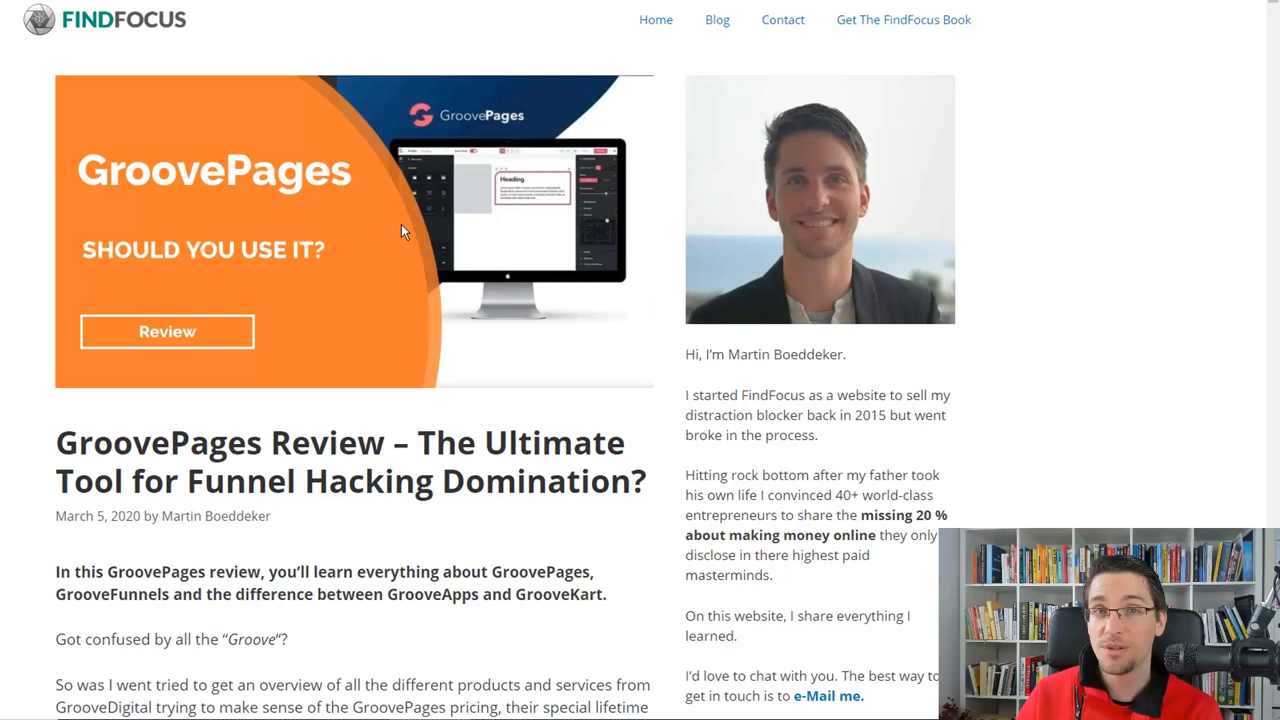 FINDFOCUS
Home
Blog
Contact
Get The FindFocus Book
GroovePages
GroovePages
Heading
SHOULD YOU USE IT?
Review
GroovePages Review – The Ultimate
Tool for Funnel Hacking Domination?
March 5, 2020 by Martin Boeddeker
In this GroovePages review, you’ll learn everything about GroovePages,
GrooveFunnels and the difference between GrooveApps and GrooveKart.
Got confused by all the “Groove“?
So was I went tried to get an overview of all the different products and services from
GrooveDigital trying to make sense of the GroovePages pricing, their special lifetime
Hi, I’m Martin Boeddeker.
I started FindFocus as a website to sell my
distraction blocker back in 2015 but went
broke in the process.
Hitting rock bottom after my father took
his own life I convinced 40+ world-class
entrepreneurs to share the missing 20 %
about making money online they only
disclose in there highest paid
masterminds.
On this website, I share everything I
learned.
I’d love to chat with you. The best way to
get in touch is to e-Mail me.